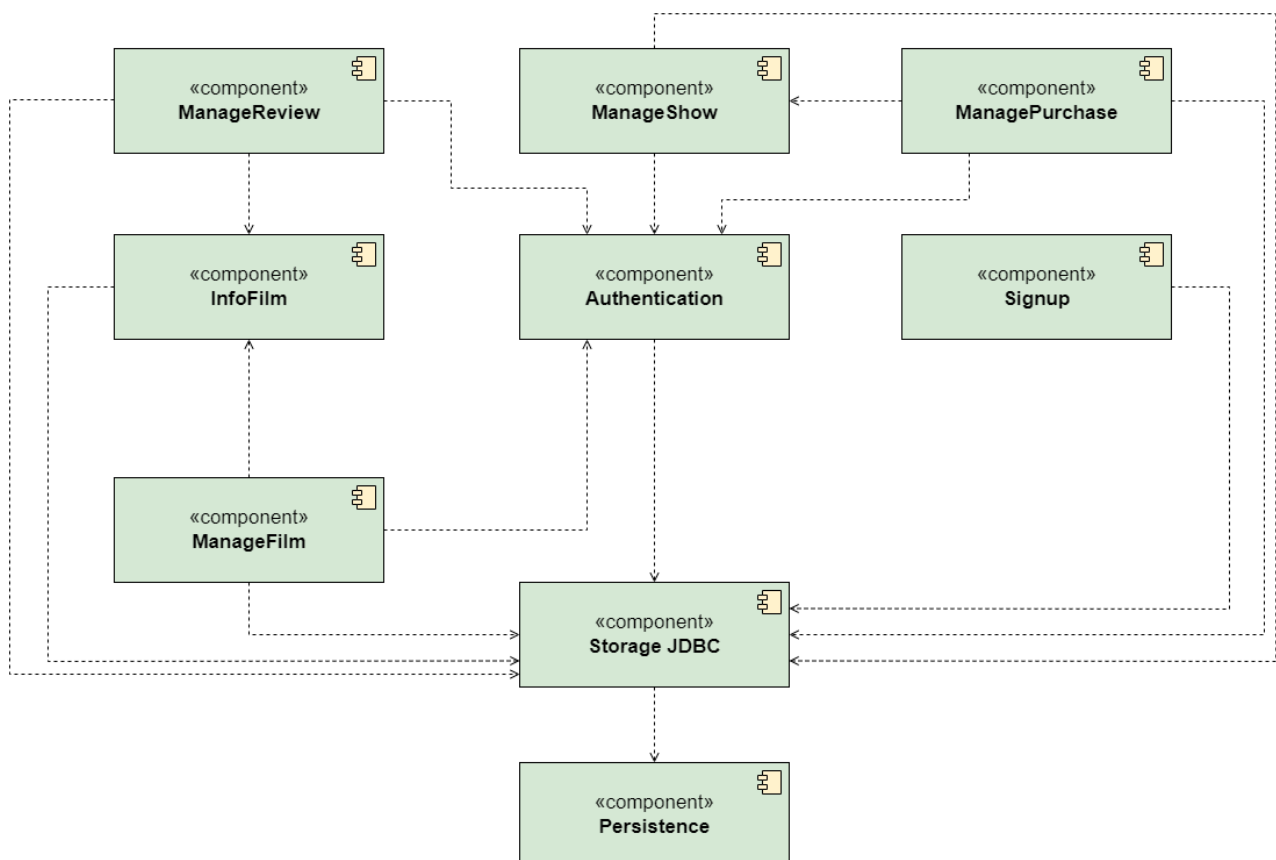 «component»
ManageReview
«component»
ManageShow
«component»
ManagePurchase
«component»
InfoFilm
«component»
Authentication
«component»
Signup
«component»
ManageFilm
«component»
Storage JDBC
«component»
Persistence